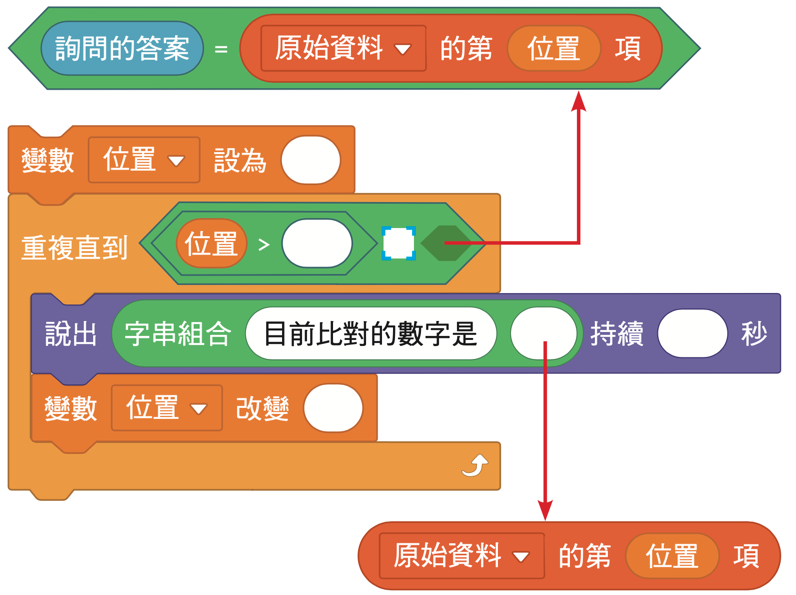 詢問的答案 = 原始資料 的第 位置 項
變數 位置 設為
重複直到 位置 >
說出 字串組合 目前比對的數字是 持續 秒
變數 位置 改變
原始資料 的第 位置 項